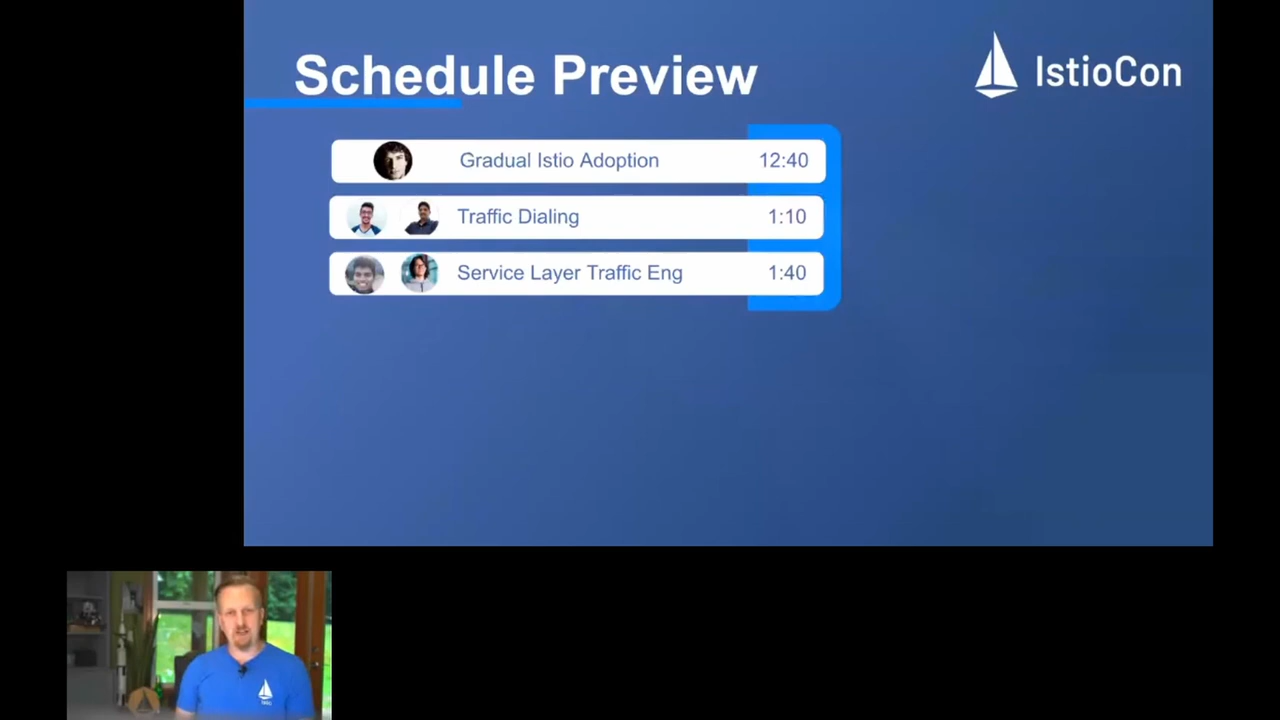 Schedule Preview
IstioCon
Gradual Istio Adoption 12:40
Traffic Dialing 1:10
Service Layer Traffic Eng 1:40